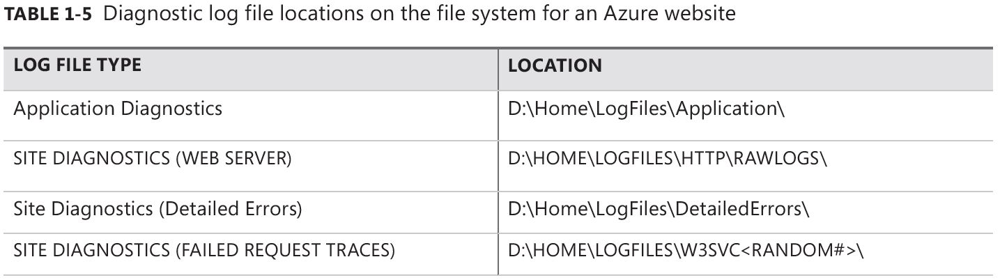 TABLE 1-5 Diagnostic log file locations on the file system for an Azure website
LOG FILE TYPE LOCATION
Application Diagnostics D:\Home\LogFiles\Application\
SITE DIAGNOSTICS (WEB SERVER) D:\HOME\LOGFILES\HTTP\RAWLOGS\
Site Diagnostics (Detailed Errors) D:\Home\LogFiles\DetailedErrors\
SITE DIAGNOSTICS (FAILED REQUEST TRACES) D:\HOME\LOGFILES\W3SVC<RANDOM#>\